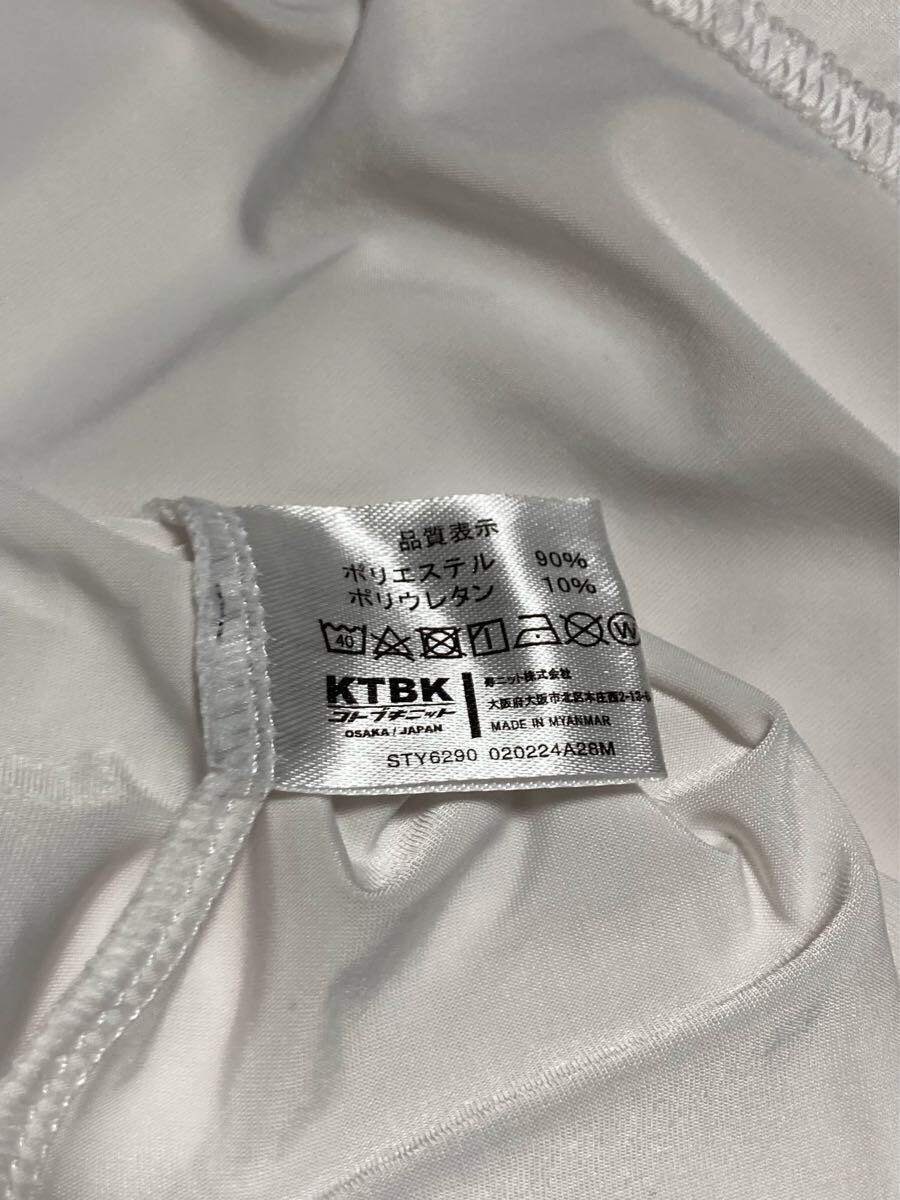 品質表示
ポリエステル 90%
ポリウレタン 10%
40 W
KTBK
コトブキニット
OSAKA / JAPAN
寿ニット株式会社
大阪府大阪市北区本庄西2-13-6
MADE IN MYANMAR
STY6290 020224A28M